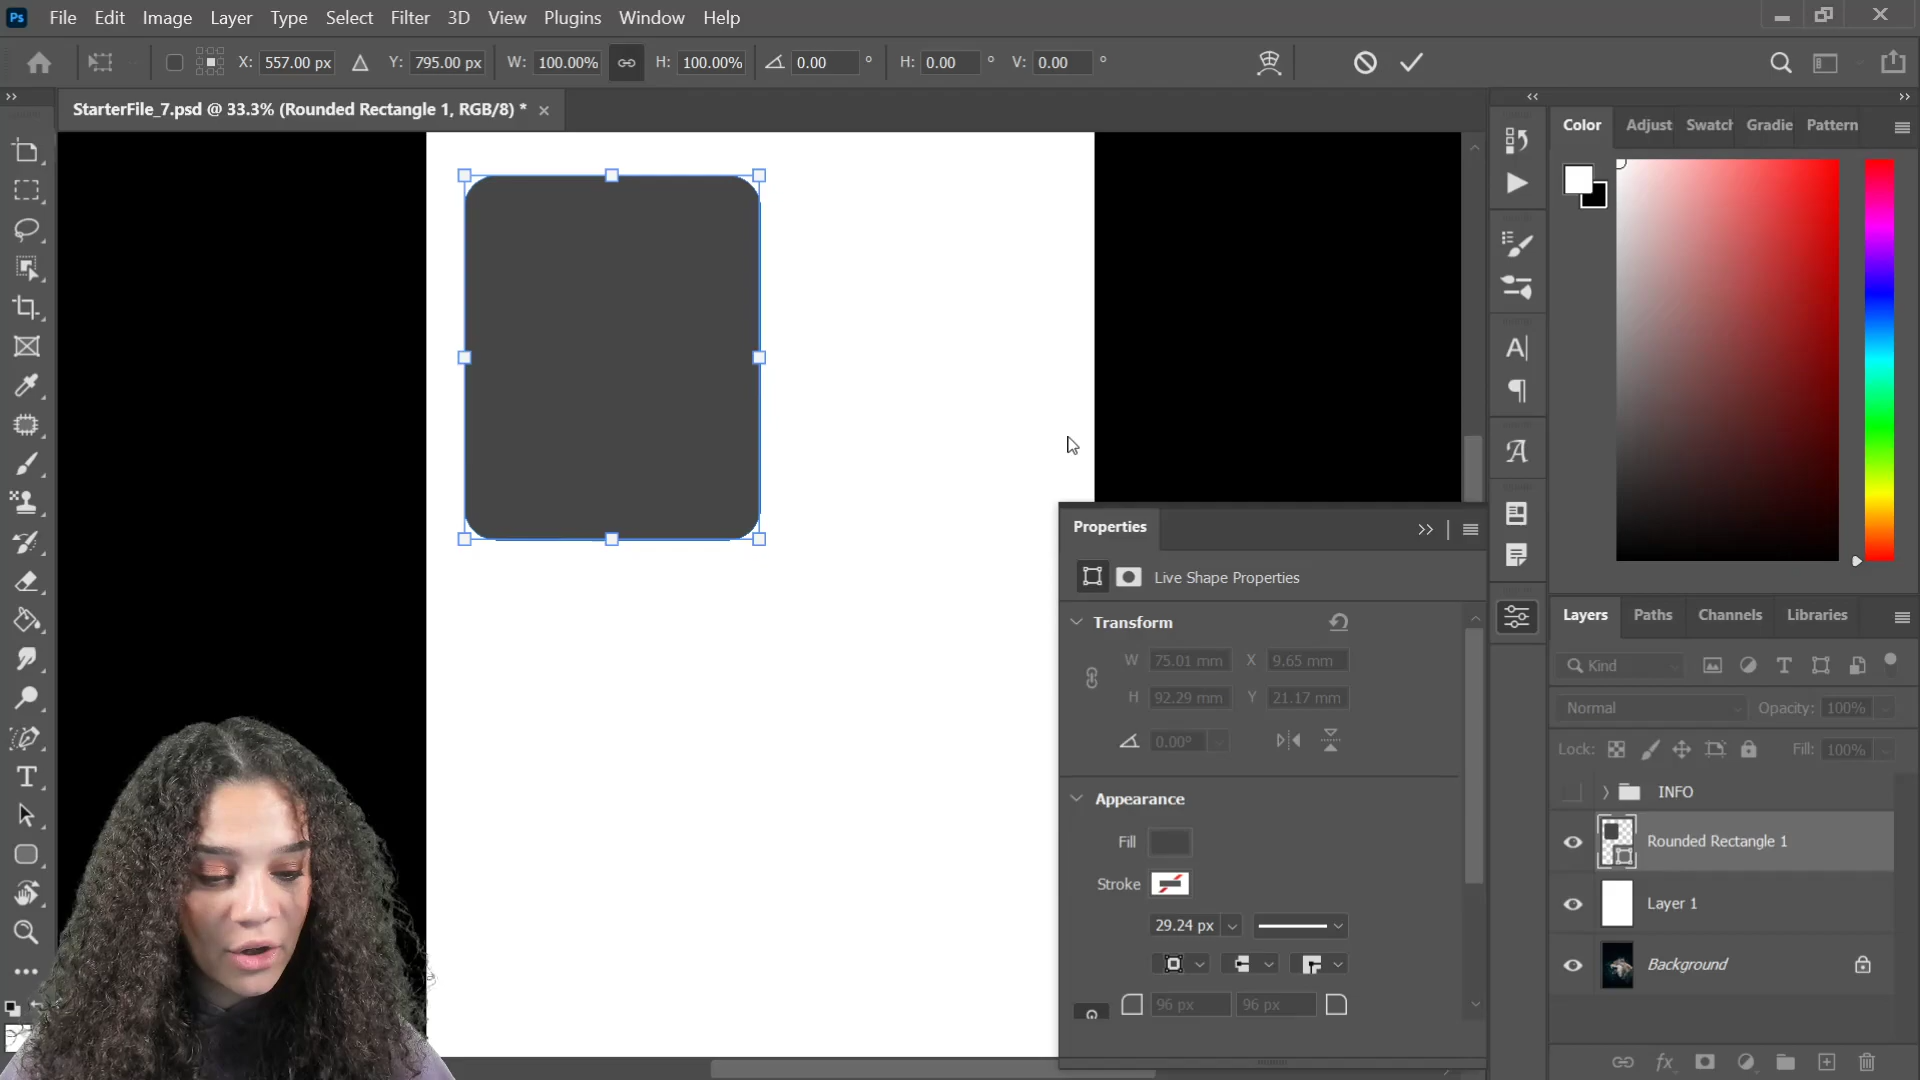 Ps File Edit Image Layer Type Select Filter 3D View Plugins Window Help
X: 557.00 px Y: 795.00 px W: 100.00% H: 100.00% 0.00 ° H: 0.00 ° V: 0.00 °
StarterFile_7.psd @ 33.3% (Rounded Rectangle 1, RGB/8) *
Color Adjust Swatch Gradie Pattern
Properties
Live Shape Properties
Transform
W 75.01 mm X 9.65 mm
H 92.29 mm Y 21.17 mm
0.00°
Appearance
Fill
Stroke
29.24 px
96 px 96 px
Layers Paths Channels Libraries
Kind
Normal Opacity: 100%
Lock: Fill: 100%
INFO
Rounded Rectangle 1
Layer 1
Background
fx